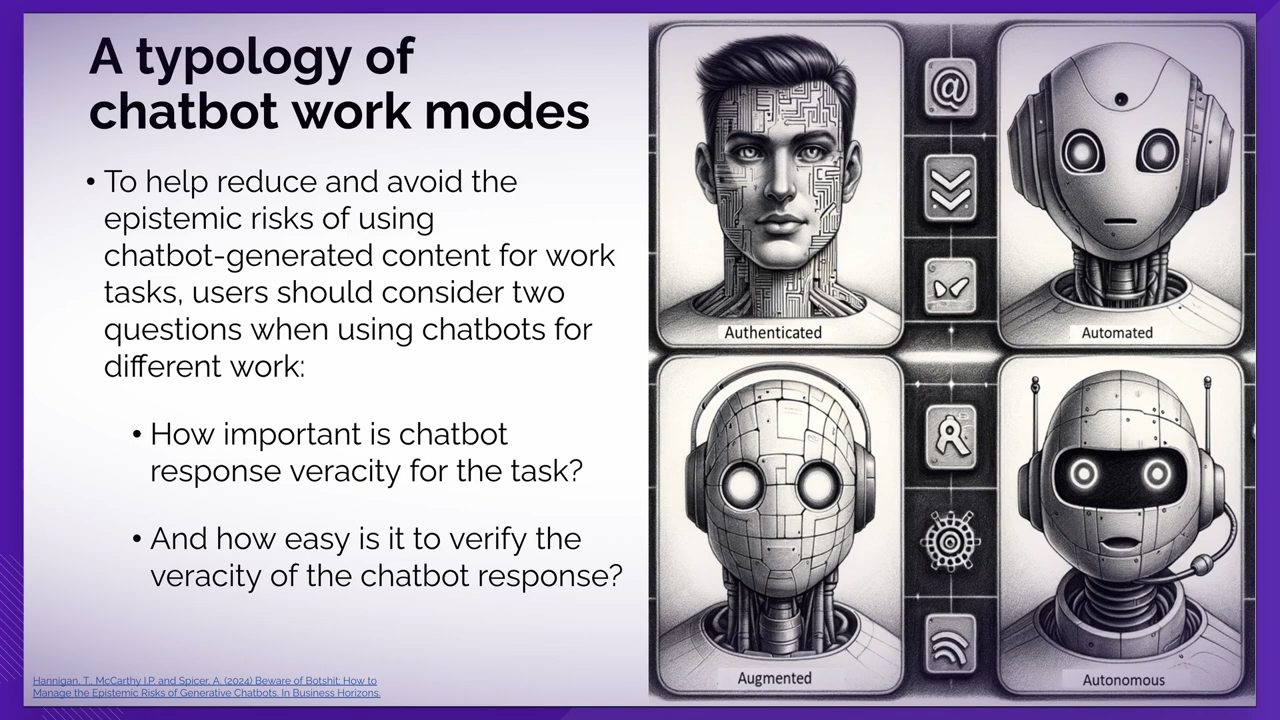 A typology of
chatbot work modes
• To help reduce and avoid the
epistemic risks of using
chatbot-generated content for work
tasks, users should consider two
questions when using chatbots for
different work:
• How important is chatbot
response veracity for the task?
• And how easy is it to verify the
veracity of the chatbot response?
Hannigan, T., McCarthy I.P. and Spicer, A. (2024) Beware of Botshit: How to
Manage the Epistemic Risks of Generative Chatbots. In Business Horizons.
@
Authenticated
Automated
Augmented
Autonomous